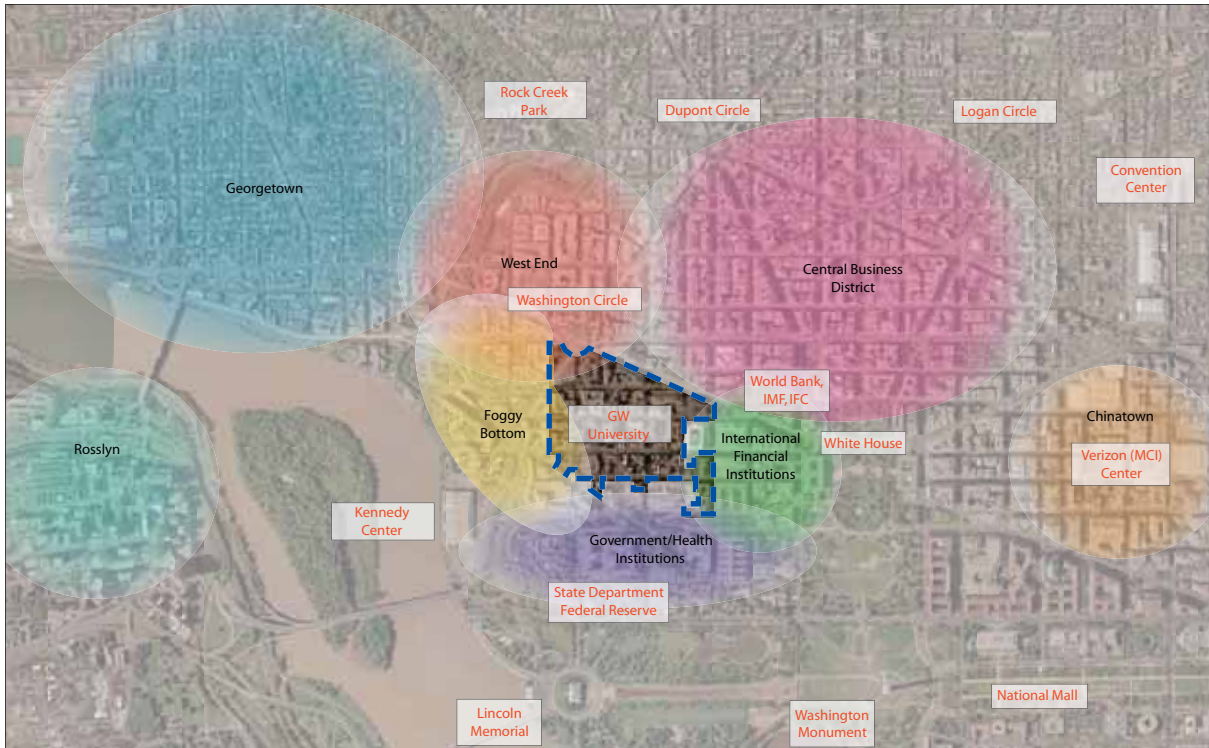 Rock Creek
Park
Dupont Circle
Logan Circle
Convention
Center
Georgetown
West End
Central Business
District
Washington Circle
World Bank,
IMF, IFC
Foggy
Bottom
GW
University
International
Financial
Institutions
White House
Chinatown
Verizon (MCI)
Center
Rosslyn
Kennedy
Center
Government/Health
Institutions
State Department
Federal Reserve
Lincoln
Memorial
Washington
Monument
National Mall